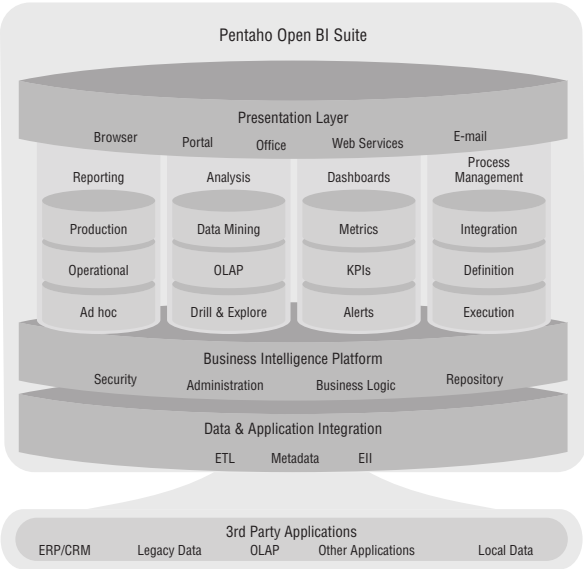 Pentaho Open BI Suite
Presentation Layer
Browser Portal Office Web Services E-mail
Reporting Analysis Dashboards Process Management
Production Data Mining Metrics Integration
Operational OLAP KPIs Definition
Ad hoc Drill & Explore Alerts Execution
Business Intelligence Platform
Security Administration Business Logic Repository
Data & Application Integration
ETL Metadata EII
3rd Party Applications
ERP/CRM Legacy Data OLAP Other Applications Local Data